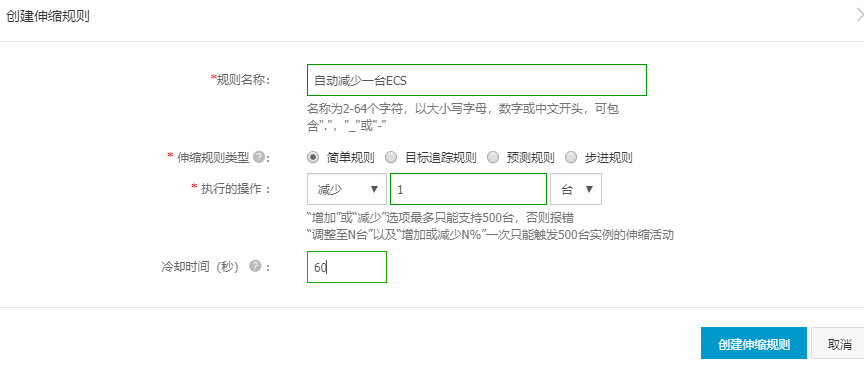 创建伸缩规则
*规则名称：
自动减少一台ECS
名称为2-64个字符，以大小写字母，数字或中文开头，可包
含"."，"_"或"-"
* 伸缩规则类型 ? ： 简单规则 目标追踪规则 预测规则 步进规则
* 执行的操作 ： 减少 1 台
“增加”或“减少”选项最多只能支持500台，否则报错
“调整至N台”以及“增加或减少N%”一次只能触发500台实例的伸缩活动
冷却时间（秒） ? ： 60
创建伸缩规则 取消